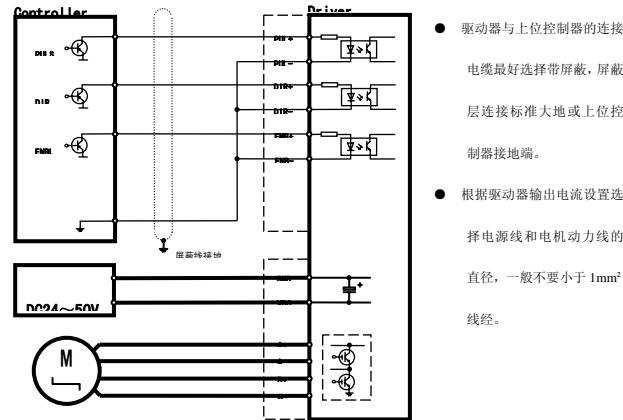 Controller
Driver
PULS
PUL+
PUL-
DIR
DIR+
DIR-
ENBL
ENB+
ENB-
屏蔽线接地
DC24～50V
+
M
● 驱动器与上位控制器的连接
电缆最好选择带屏蔽，屏蔽
层连接标准大地或上位控
制器接地端。
● 根据驱动器输出电流设置选
择电源线和电机动力线的
直径，一般不要小于 1mm²
线经。